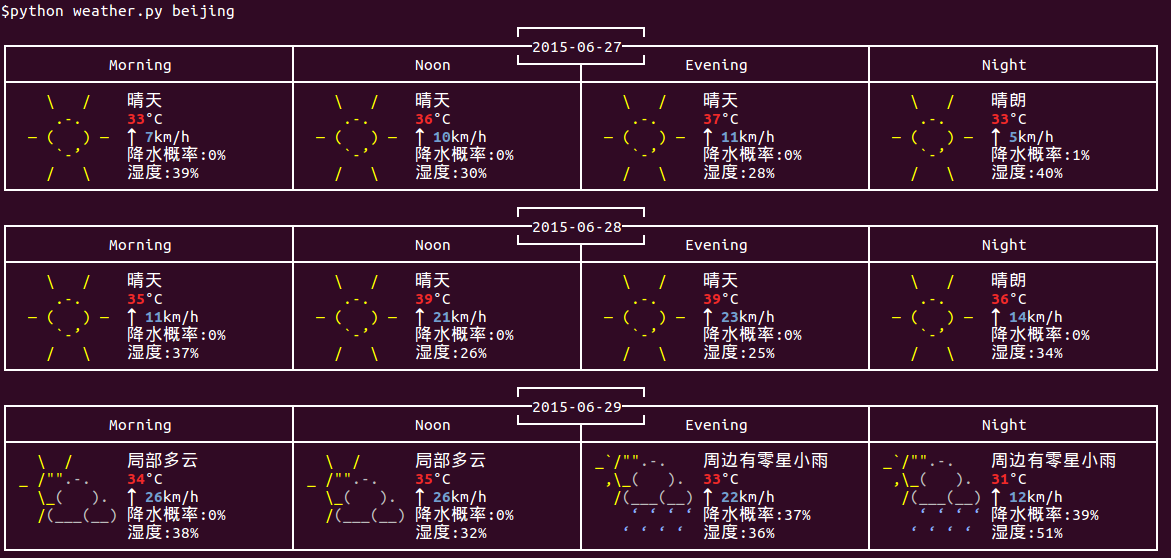 $python weather.py beijing
2015-06-27
Morning Noon Evening Night
晴天 晴天 晴天 晴朗
33°C 36°C 37°C 33°C
↑ 7km/h ↑ 10km/h ↑ 11km/h ↑ 5km/h
降水概率:0% 降水概率:0% 降水概率:0% 降水概率:1%
湿度:39% 湿度:30% 湿度:28% 湿度:40%
2015-06-28
Morning Noon Evening Night
晴天 晴天 晴天 晴朗
35°C 39°C 39°C 36°C
↑ 11km/h ↑ 21km/h ↑ 23km/h ↑ 14km/h
降水概率:0% 降水概率:0% 降水概率:0% 降水概率:0%
湿度:37% 湿度:26% 湿度:25% 湿度:34%
2015-06-29
Morning Noon Evening Night
局部多云 局部多云 周边有零星小雨 周边有零星小雨
34°C 35°C 33°C 31°C
↑ 26km/h ↑ 26km/h ↑ 22km/h ↑ 12km/h
降水概率:0% 降水概率:0% 降水概率:37% 降水概率:39%
湿度:38% 湿度:32% 湿度:36% 湿度:51%